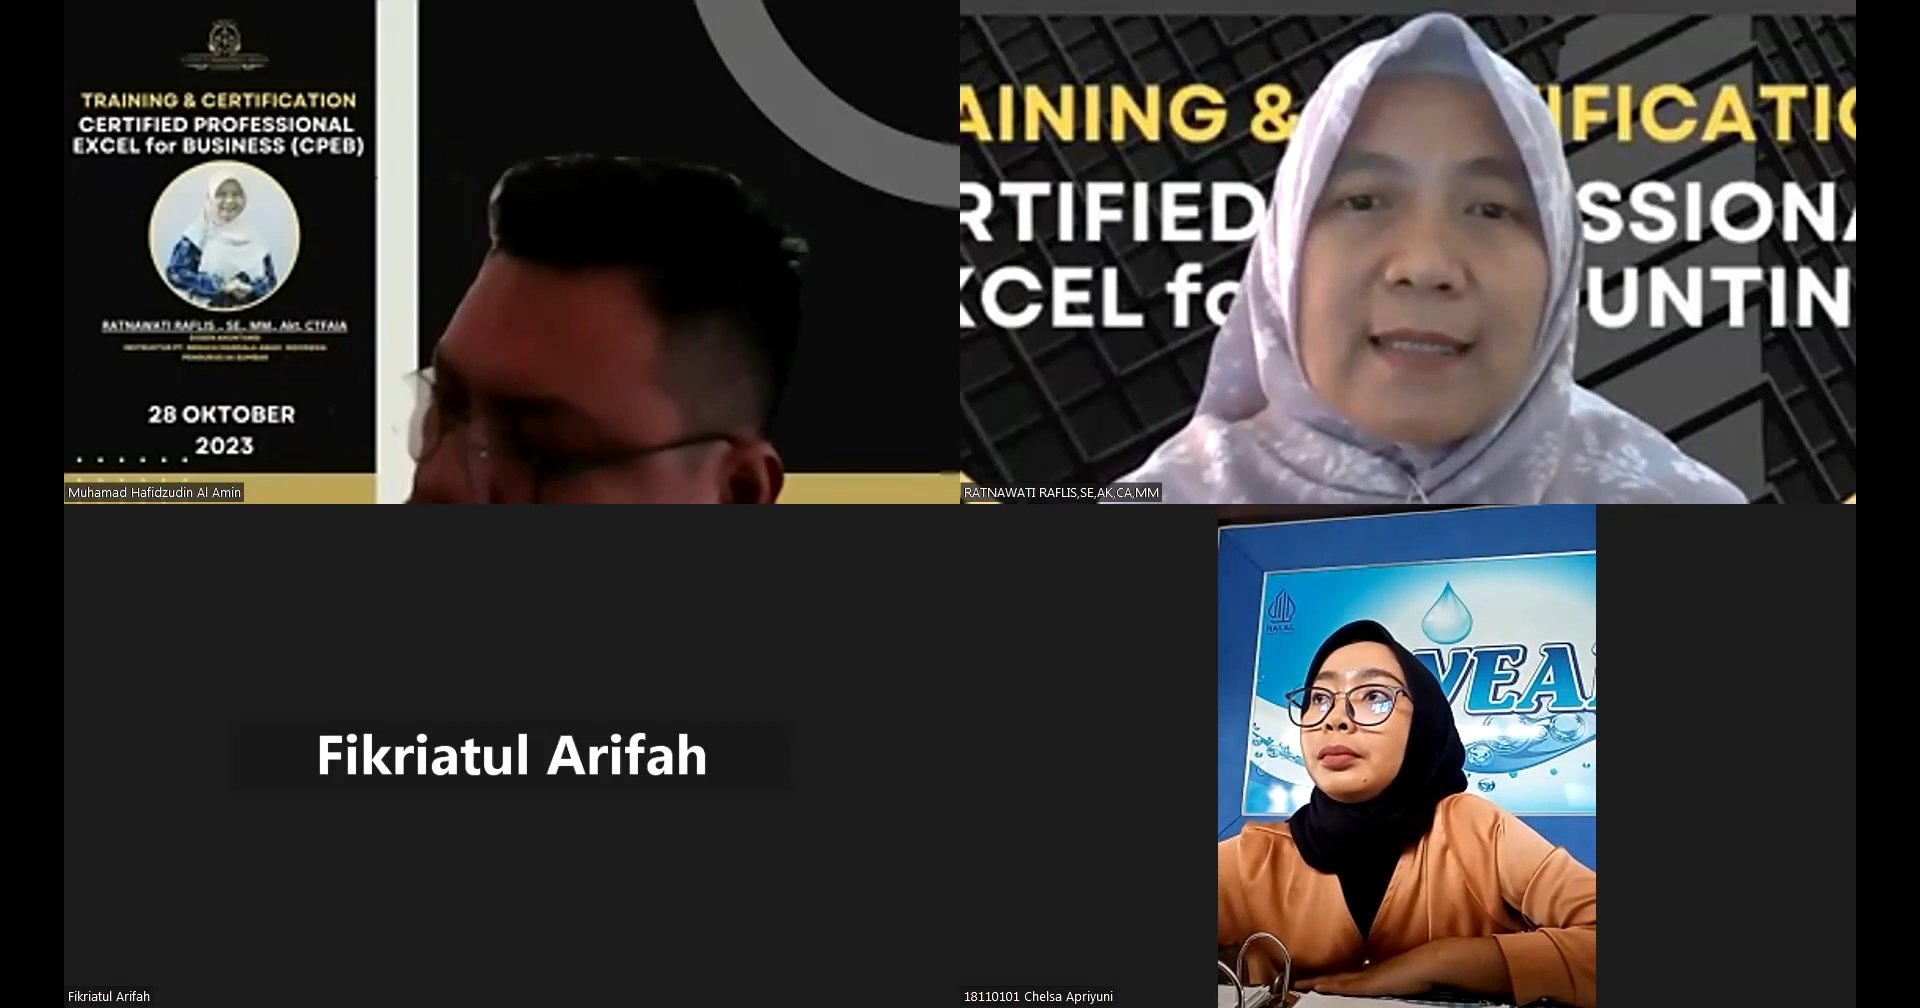 TRAINING & CERTIFICATION
CERTIFIED PROFESSIONAL
EXCEL for BUSINESS (CPEB)
RATNAWATI RAFLIS ., SE., MM., Akt. CTFAIA
28 OKTOBER
2023
Muhamad Hafidzudin Al Amin
AINING & IFICATIO
RTIFIED SSIONA
XCEL fo UNTIN
RATNAWATI RAFLIS,SE,AK,CA,MM
Fikriatul Arifah
Fikriatul Arifah
HALAL
WEA
18110101 Chelsa Apriyuni